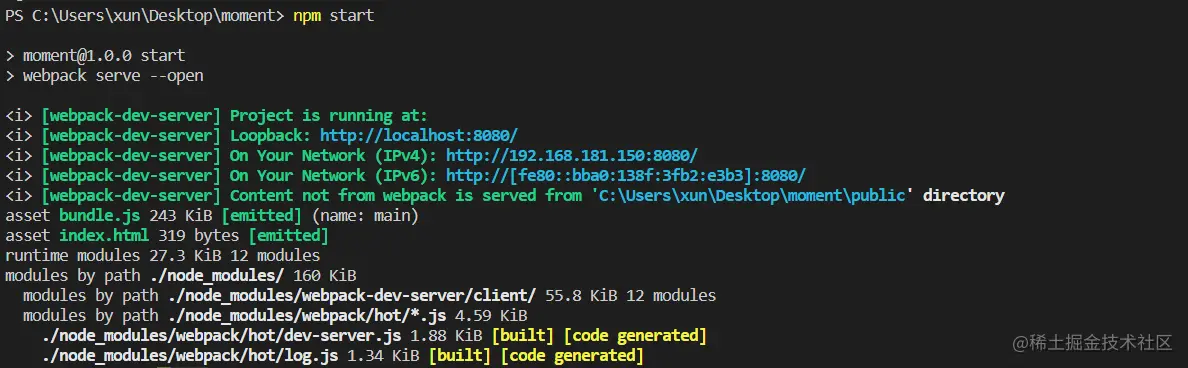 PS C:\Users\xun\Desktop\moment> npm start
> moment@1.0.0 start
> webpack serve --open
<i> [webpack-dev-server] Project is running at:
<i> [webpack-dev-server] Loopback: http://localhost:8080/
<i> [webpack-dev-server] On Your Network (IPv4): http://192.168.181.150:8080/
<i> [webpack-dev-server] On Your Network (IPv6): http://[fe80::bba0:138f:3fb2:e3b3]:8080/
<i> [webpack-dev-server] Content not from webpack is served from 'C:\Users\xun\Desktop\moment\public' directory
asset bundle.js 243 KiB [emitted] (name: main)
asset index.html 319 bytes [emitted]
runtime modules 27.3 KiB 12 modules
modules by path ./node_modules/ 160 KiB
  modules by path ./node_modules/webpack-dev-server/client/ 55.8 KiB 12 modules
  modules by path ./node_modules/webpack/hot/*.js 4.59 KiB
    ./node_modules/webpack/hot/dev-server.js 1.88 KiB [built] [code generated]
    ./node_modules/webpack/hot/log.js 1.34 KiB [built] [code generated]
@稀土掘金技术社区